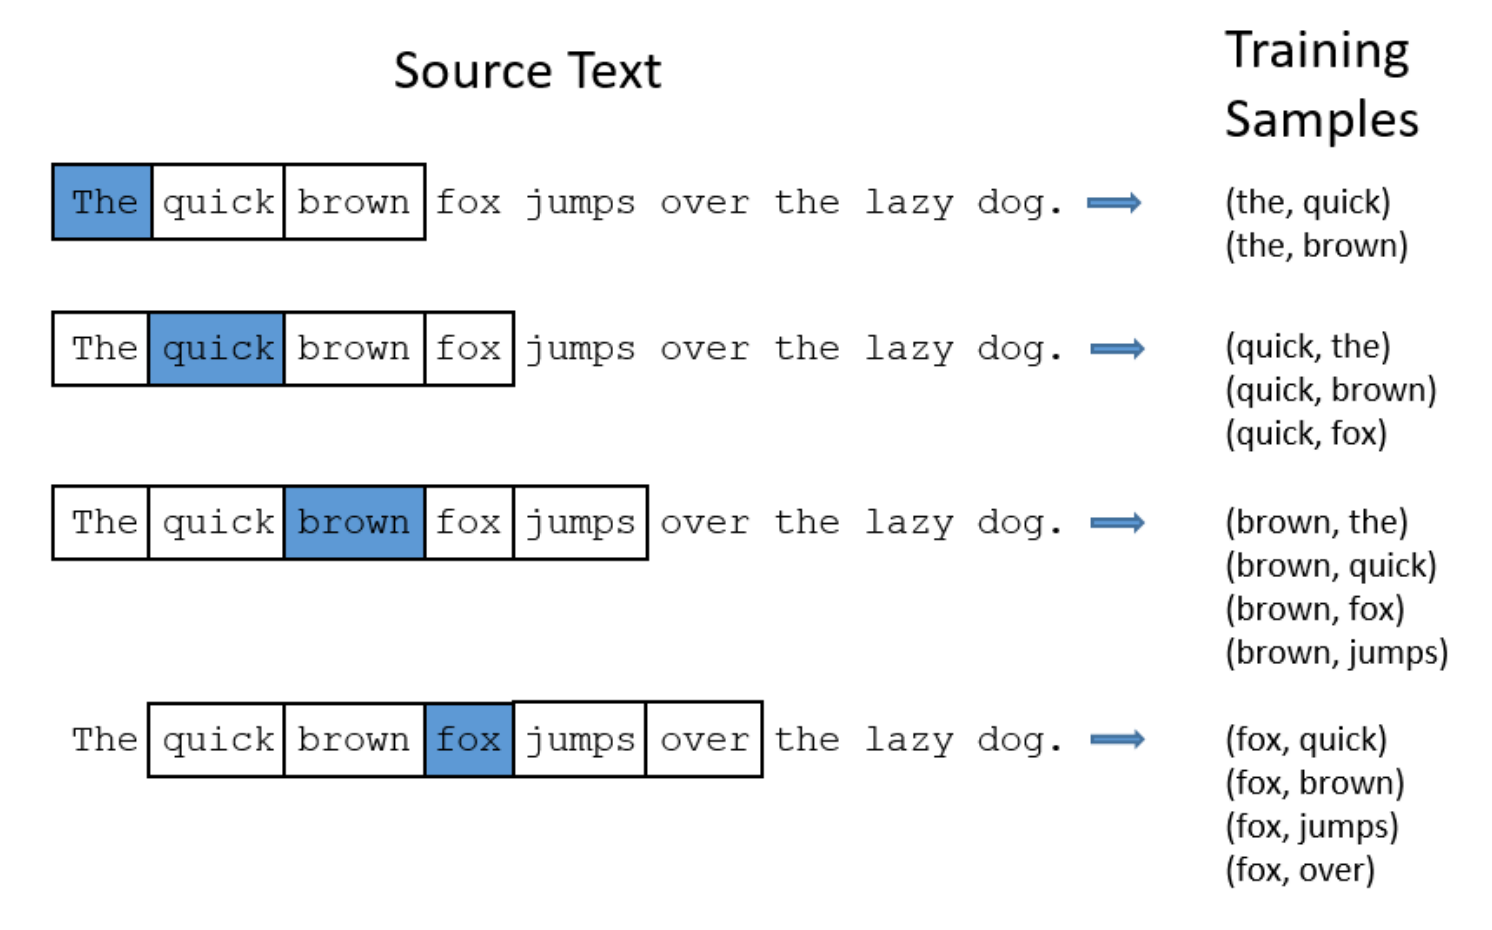 Source Text
Training
Samples
The quick brown fox jumps over the lazy dog.
(the, quick)
(the, brown)
The quick brown fox jumps over the lazy dog.
(quick, the)
(quick, brown)
(quick, fox)
The quick brown fox jumps over the lazy dog.
(brown, the)
(brown, quick)
(brown, fox)
(brown, jumps)
The quick brown fox jumps over the lazy dog.
(fox, quick)
(fox, brown)
(fox, jumps)
(fox, over)